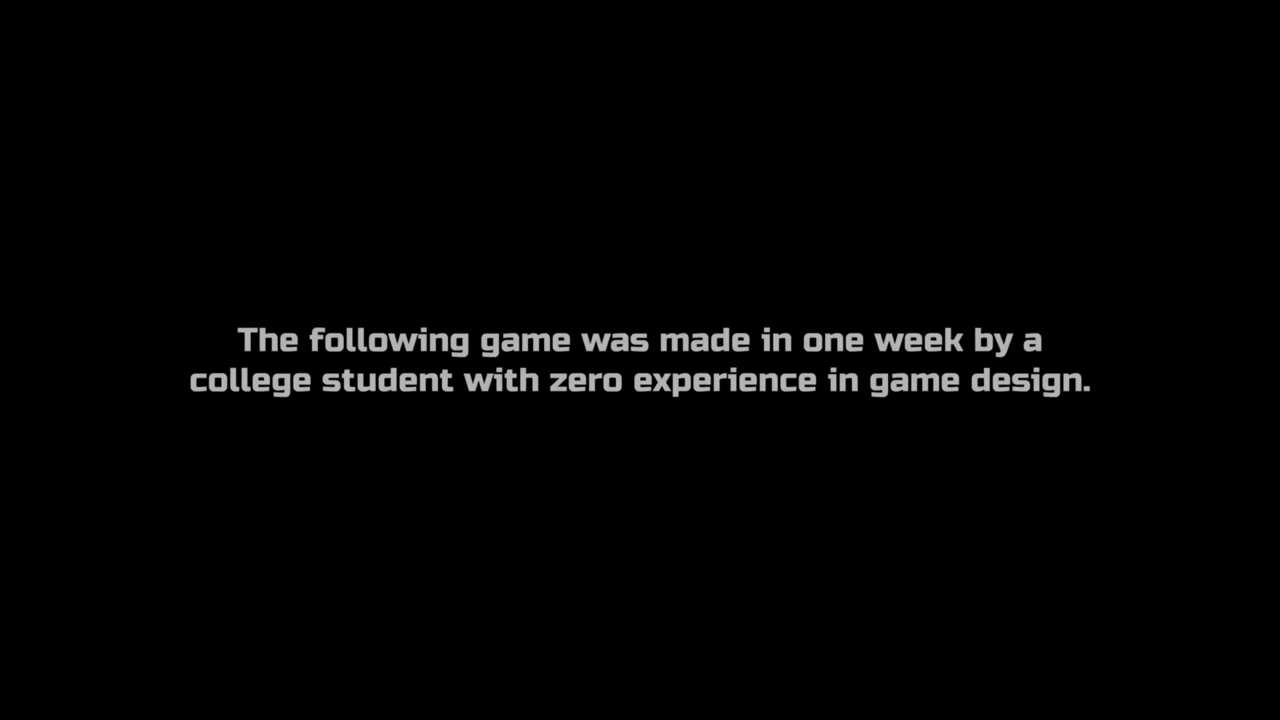 The following game was made in one week by a
college student with zero experience in game design.